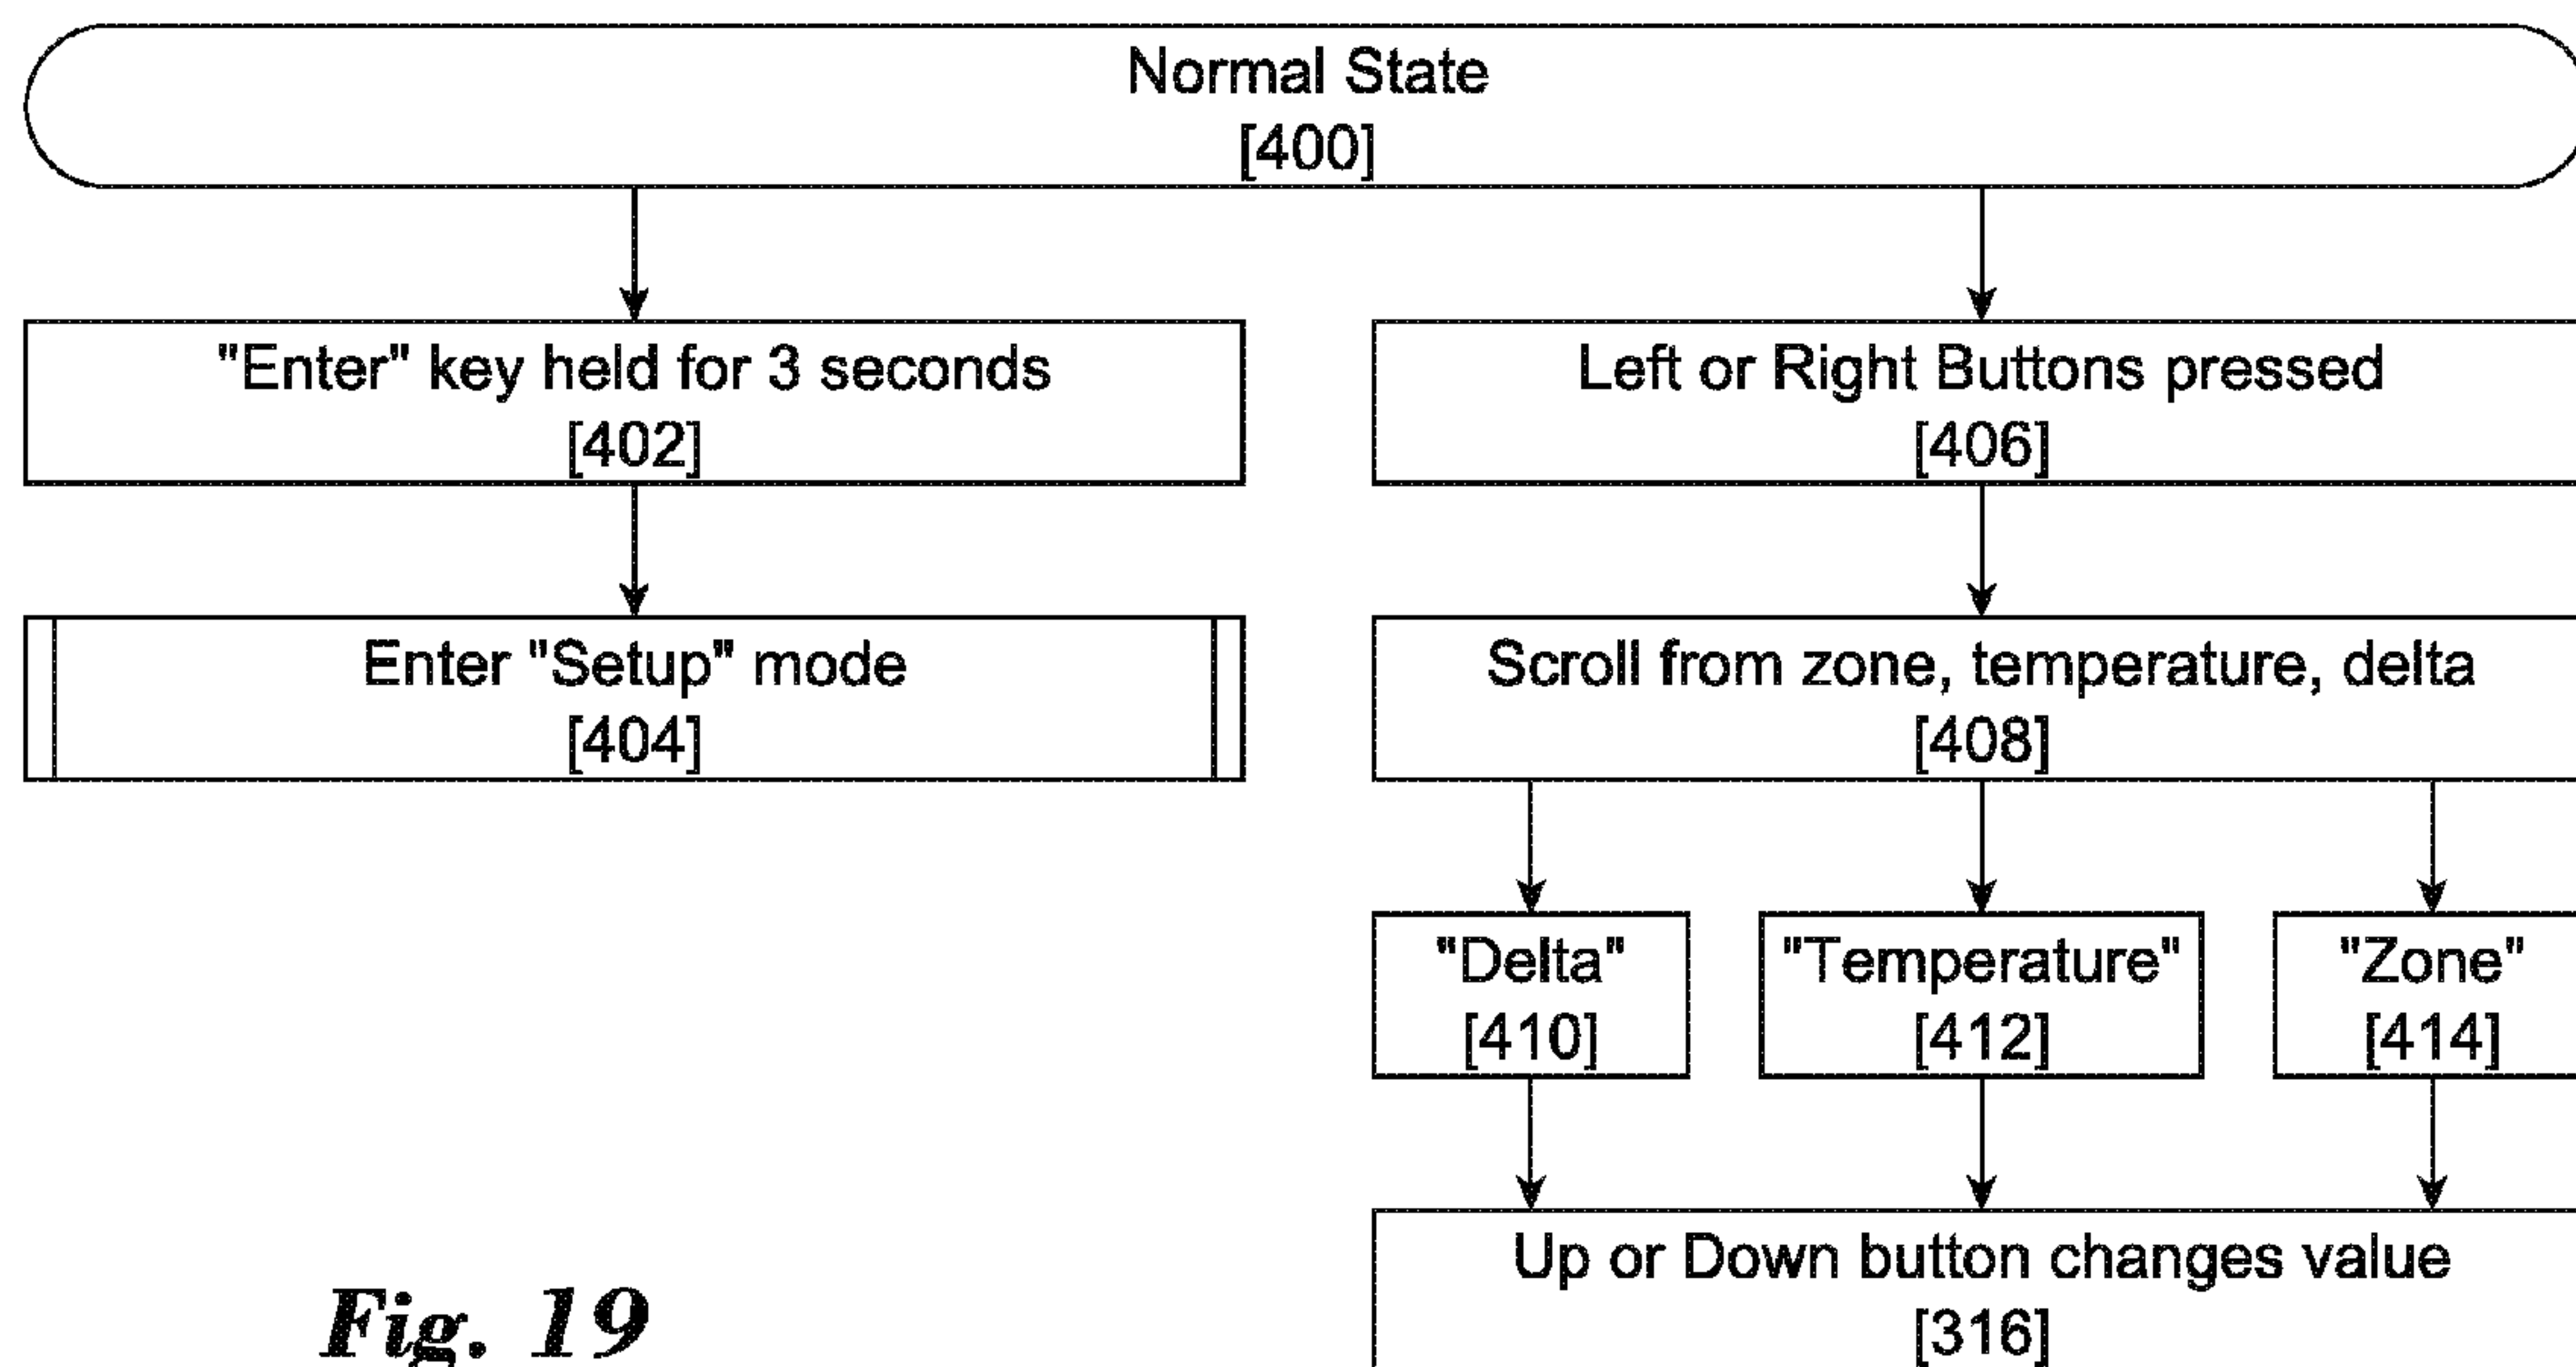 Normal State
[400]
"Enter" key held for 3 seconds
[402]
Left or Right Buttons pressed
[406]
Enter "Setup" mode
[404]
Scroll from zone, temperature, delta
[408]
"Delta"
[410]
"Temperature"
[412]
"Zone"
[414]
Up or Down button changes value
[316]
Fig. 19